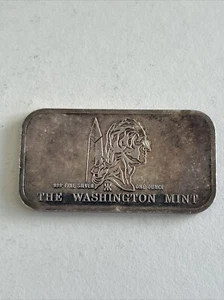 999 FINE SILVER ONE OUNCE
THE WASHINGTON MINT